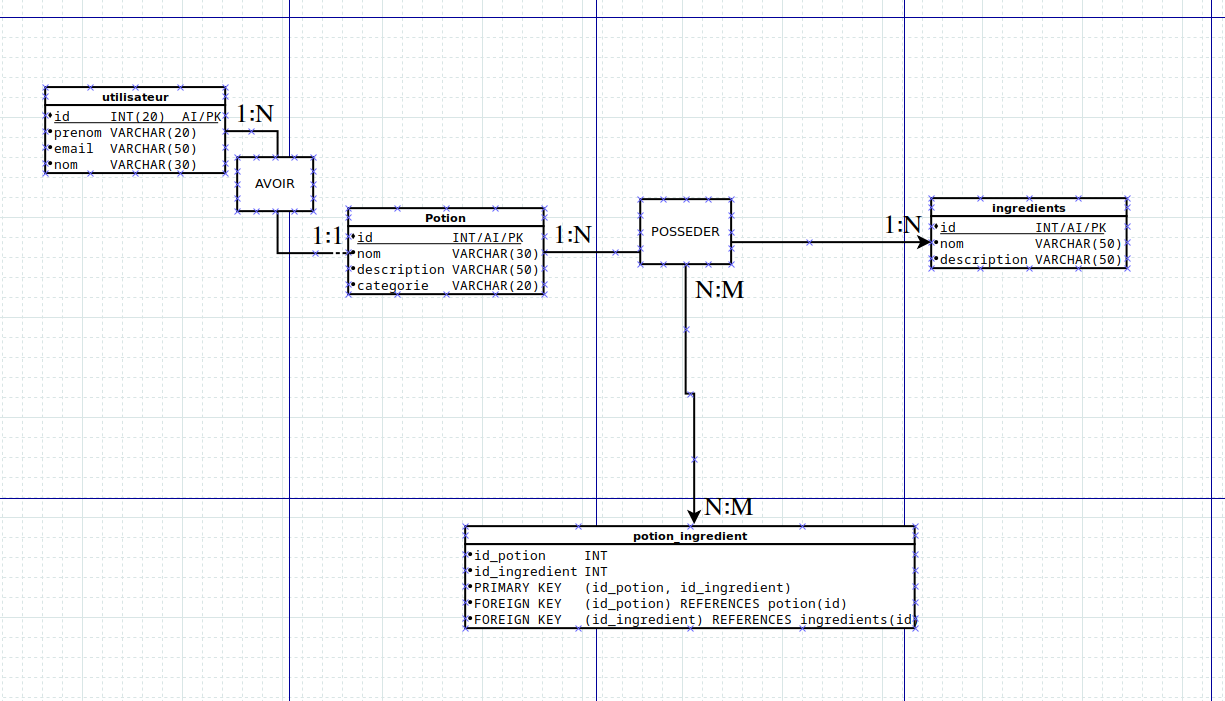 utilisateur
id INT(20) AI/PK
prenom VARCHAR(20)
email VARCHAR(50)
nom VARCHAR(30)
1:N
AVOIR
1:1
Potion
id INT/AI/PK
nom VARCHAR(30)
description VARCHAR(50)
categorie VARCHAR(20)
1:N
POSSEDER
1:N
ingredients
id INT/AI/PK
nom VARCHAR(50)
description VARCHAR(50)
N:M
N:M
potion_ingredient
id_potion INT
id_ingredient INT
PRIMARY KEY (id_potion, id_ingredient)
FOREIGN KEY (id_potion) REFERENCES potion(id)
FOREIGN KEY (id_ingredient) REFERENCES ingredients(id